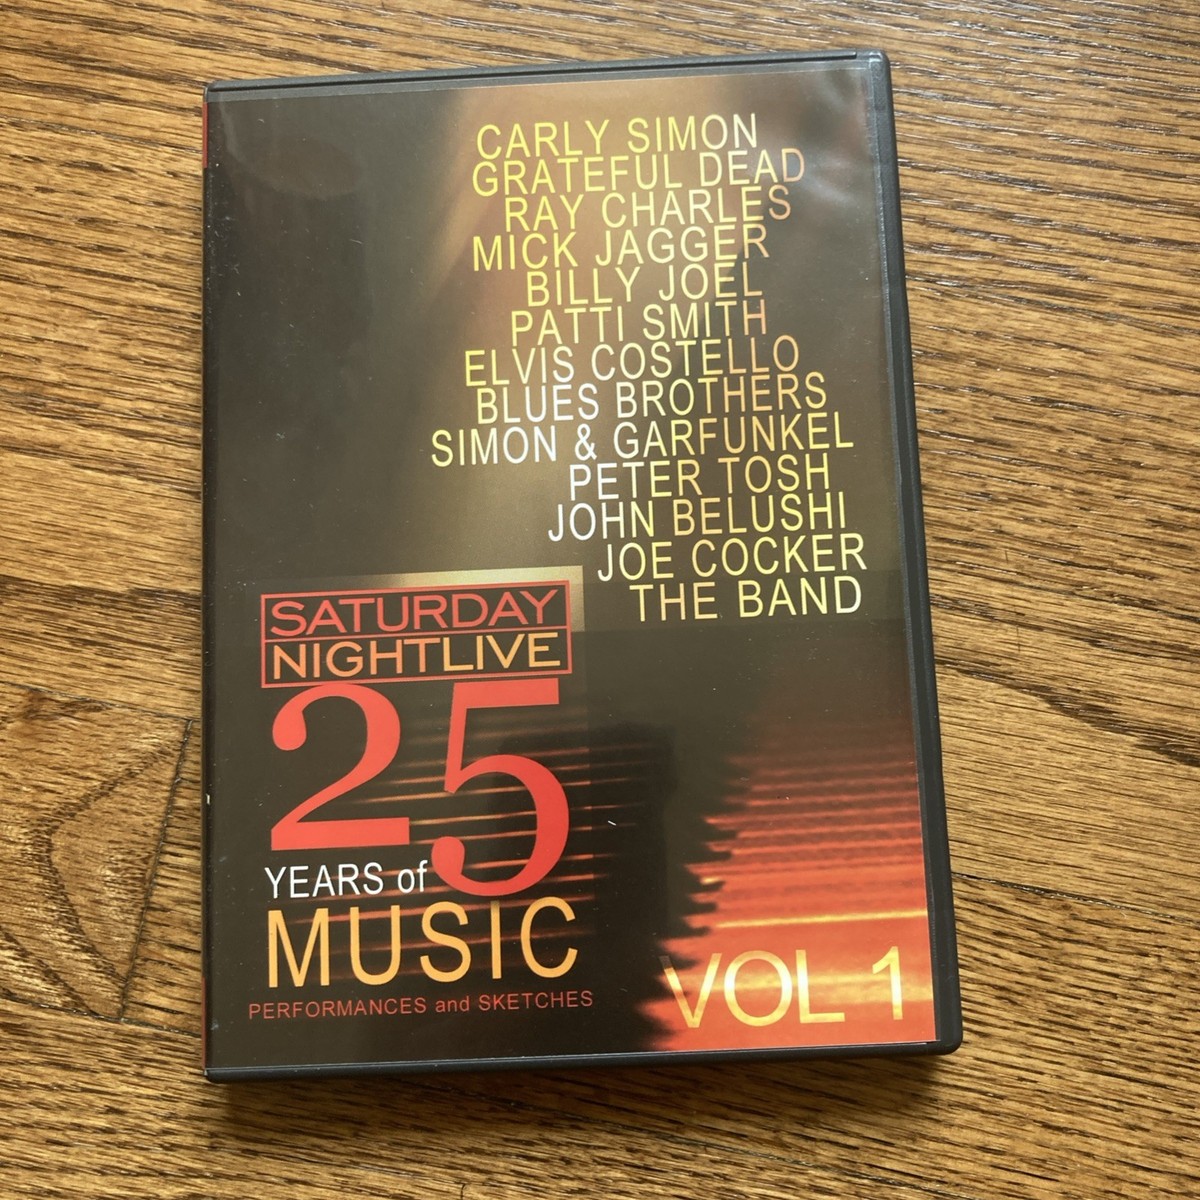 CARLY SIMON
GRATEFUL DEAD
RAY CHARLES
MICK JAGGER
BILLY JOEL
PATTI SMITH
ELVIS COSTELLO
BLUES BROTHERS
SIMON & GARFUNKEL
PETER TOSH
JOHN BELUSHI
JOE COCKER
THE BAND
SATURDAY
NIGHTLIVE
25
YEARS of
MUSIC
PERFORMANCES and SKETCHES
VOL 1